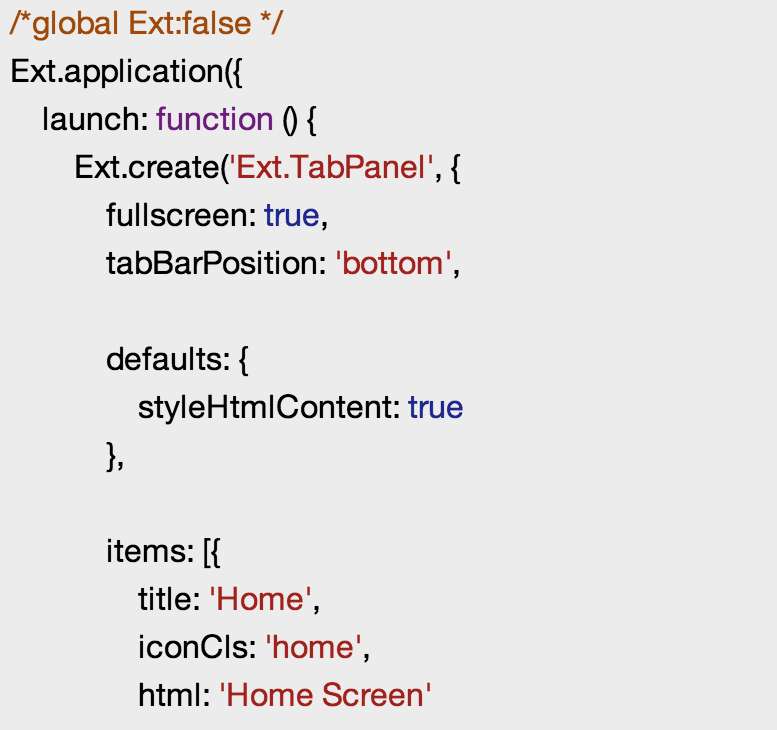 /*global Ext:false */
Ext.application({
launch: function () {
Ext.create('Ext.TabPanel', {
fullscreen: true,
tabBarPosition: 'bottom',
defaults: {
styleHtmlContent: true
},
items: [{
title: 'Home',
iconCls: 'home',
html: 'Home Screen'